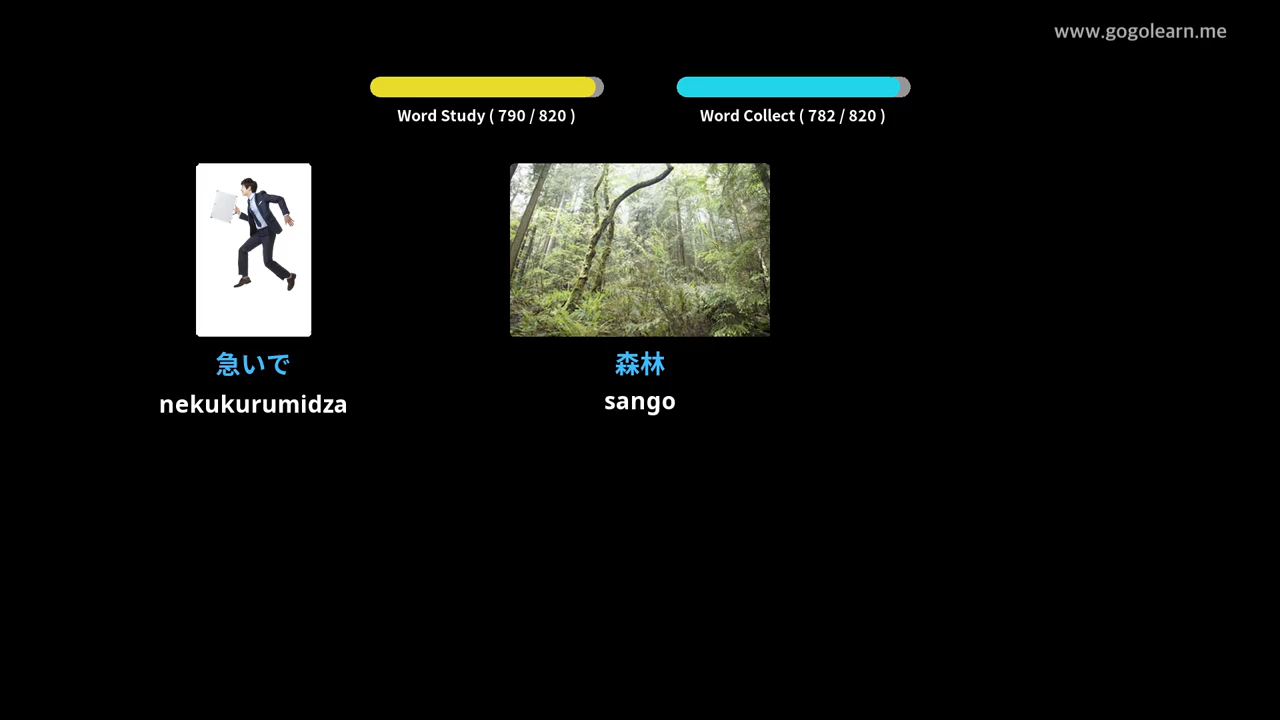 www.gogolearn.me
Word Study ( 790 / 820 )
Word Collect ( 782 / 820 )
急いで
nekukurumidza
森林
sango